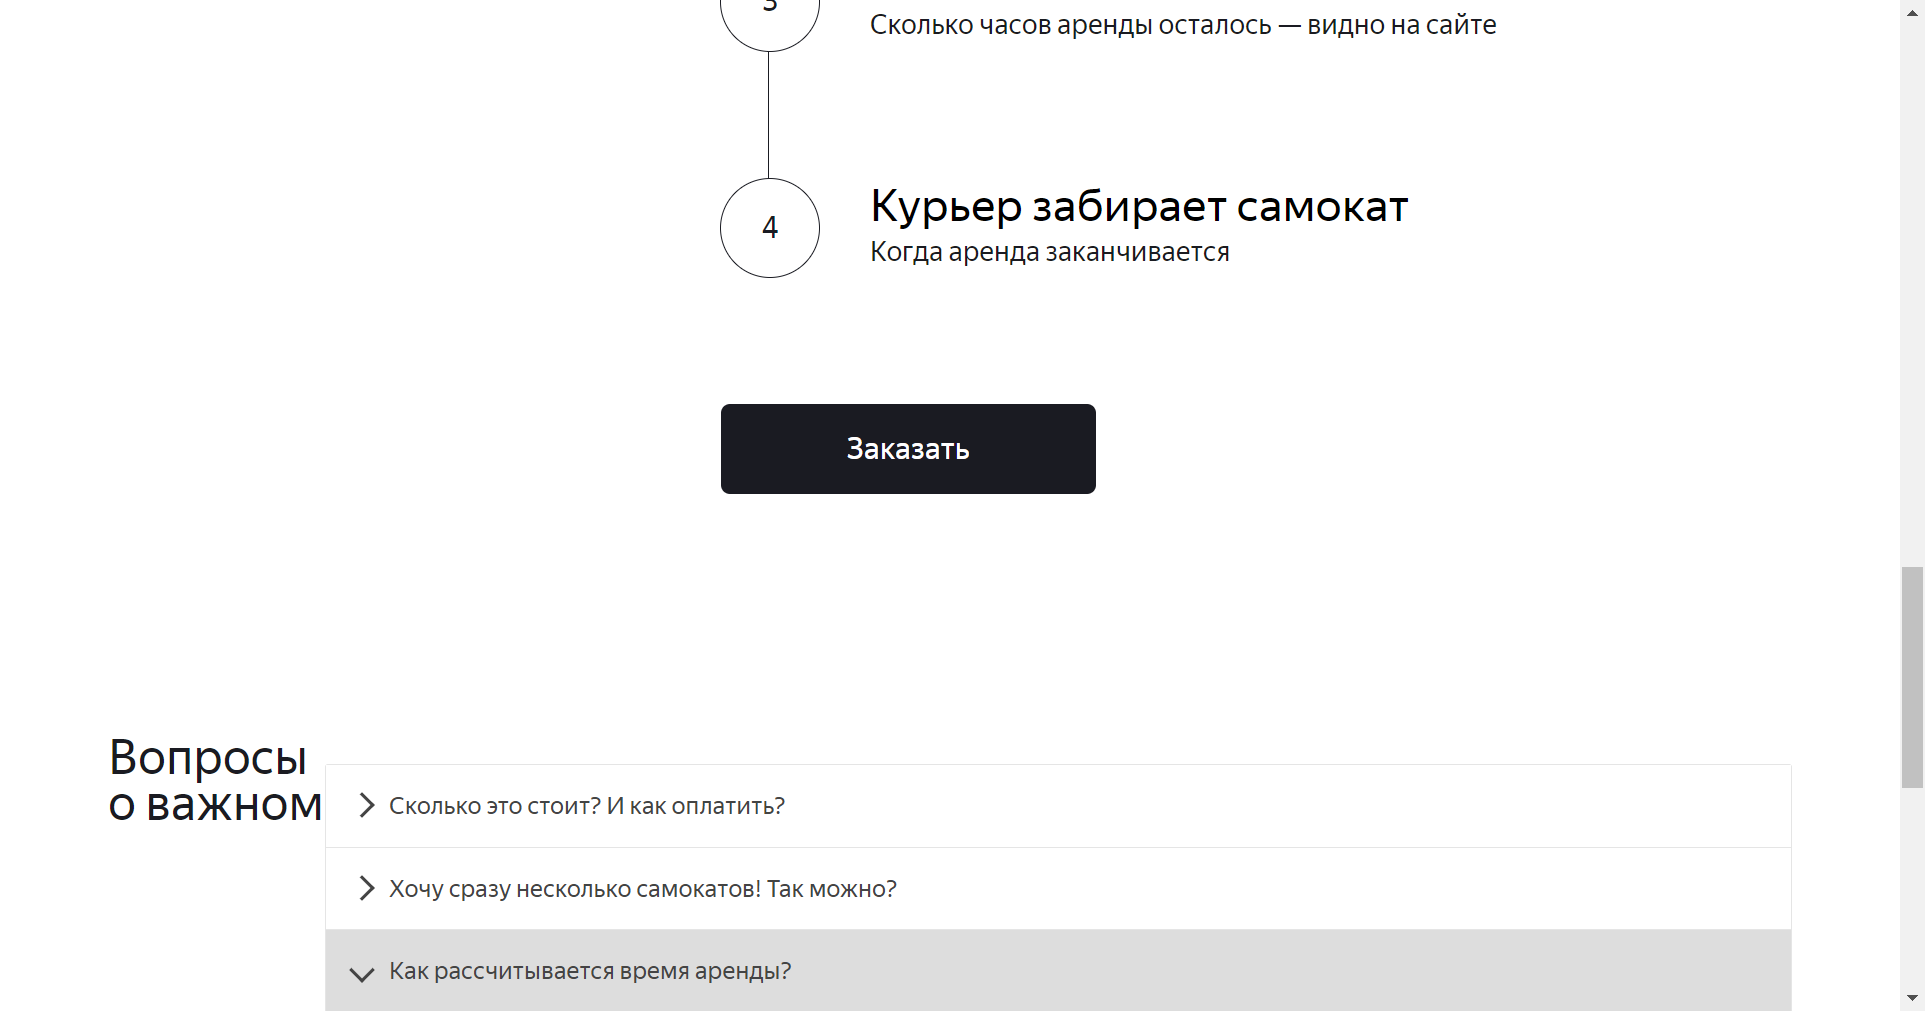 3
Сколько часов аренды осталось — видно на сайте
4
Курьер забирает самокат
Когда аренда заканчивается
Заказать
Вопросы
о важном
Сколько это стоит? И как оплатить?
Хочу сразу несколько самокатов! Так можно?
Как рассчитывается время аренды?